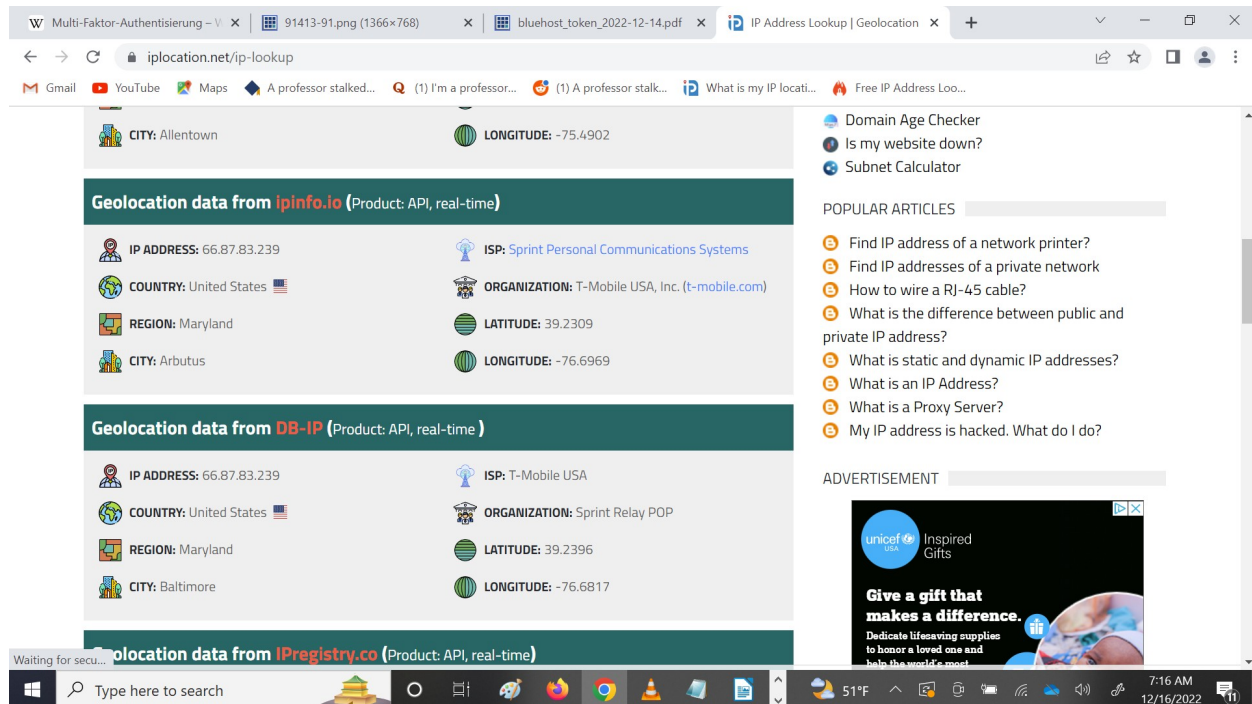 Multi-Faktor-Authentisierung – W
91413-91.png (1366×768)
bluehost_token_2022-12-14.pdf
IP Address Lookup | Geolocation
iplocation.net/ip-lookup
Gmail YouTube Maps A professor stalked... (1) I'm a professor... (1) A professor stalk... What is my IP locati... Free IP Address Loo...
CITY: Allentown LONGITUDE: -75.4902
Geolocation data from ipinfo.io (Product: API, real-time)
IP ADDRESS: 66.87.83.239 ISP: Sprint Personal Communications Systems
COUNTRY: United States ORGANIZATION: T-Mobile USA, Inc. (t-mobile.com)
REGION: Maryland LATITUDE: 39.2309
CITY: Arbutus LONGITUDE: -76.6969
Geolocation data from DB-IP (Product: API, real-time )
IP ADDRESS: 66.87.83.239 ISP: T-Mobile USA
COUNTRY: United States ORGANIZATION: Sprint Relay POP
REGION: Maryland LATITUDE: 39.2396
CITY: Baltimore LONGITUDE: -76.6817
Geolocation data from IPregistry.co (Product: API, real-time)
Domain Age Checker
Is my website down?
Subnet Calculator
POPULAR ARTICLES
Find IP address of a network printer?
Find IP addresses of a private network
How to wire a RJ-45 cable?
What is the difference between public and
private IP address?
What is static and dynamic IP addresses?
What is an IP Address?
What is a Proxy Server?
My IP address is hacked. What do I do?
ADVERTISEMENT
unicef USA
Inspired
Gifts
Give a gift that
makes a difference.
Dedicate lifesaving supplies
to honor a loved one and
help the world's most
Waiting for secu...
Type here to search
51°F
7:16 AM
12/16/2022
11